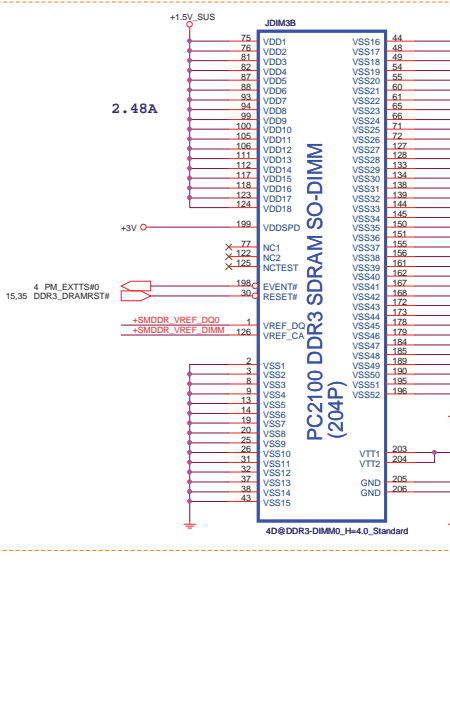 +1.5V_SUS
JDIM3B
75 VDD1 VSS16 44
76 VDD2 VSS17 48
81 VDD3 VSS18 49
82 VDD4 VSS19 54
87 VDD5 VSS20 55
88 VDD6 VSS21 60
93 VDD7 VSS22 61
94 VDD8 VSS23 65
99 VDD9 VSS24 66
100 VDD10 VSS25 71
105 VDD11 VSS26 72
106 VDD12 VSS27 127
111 VDD13 VSS28 128
112 VDD14 VSS29 133
117 VDD15 VSS30 134
118 VDD16 VSS31 138
123 VDD17 VSS32 139
124 VDD18 VSS33 144
2.48A
VSS34 145
+3V 199 VDDSPD VSS35 150
VSS36 151
77 NC1 VSS37 155
122 NC2 VSS38 156
125 NCTEST VSS39 161
VSS40 162
4 PM_EXTTS#0 198 EVENT# VSS41 167
15,35 DDR3_DRAMRST# 30 RESET# VSS42 168
VSS43 172
VSS44 173
+SMDDR_VREF_DQ0 1 VREF_DQ VSS45 178
+SMDDR_VREF_DIMM 126 VREF_CA VSS46 179
VSS47 184
VSS48 185
2 VSS1 VSS49 189
3 VSS2 VSS50 190
8 VSS3 VSS51 195
9 VSS4 VSS52 196
13 VSS5
14 VSS6
19 VSS7
20 VSS8
25 VSS9
26 VSS10 VTT1 203
31 VSS11 VTT2 204
32 VSS12
37 VSS13 GND 205
38 VSS14 GND 206
43 VSS15
PC2100 DDR3 SDRAM SO-DIMM
(204P)
4D@DDR3-DIMM0_H=4.0_Standard